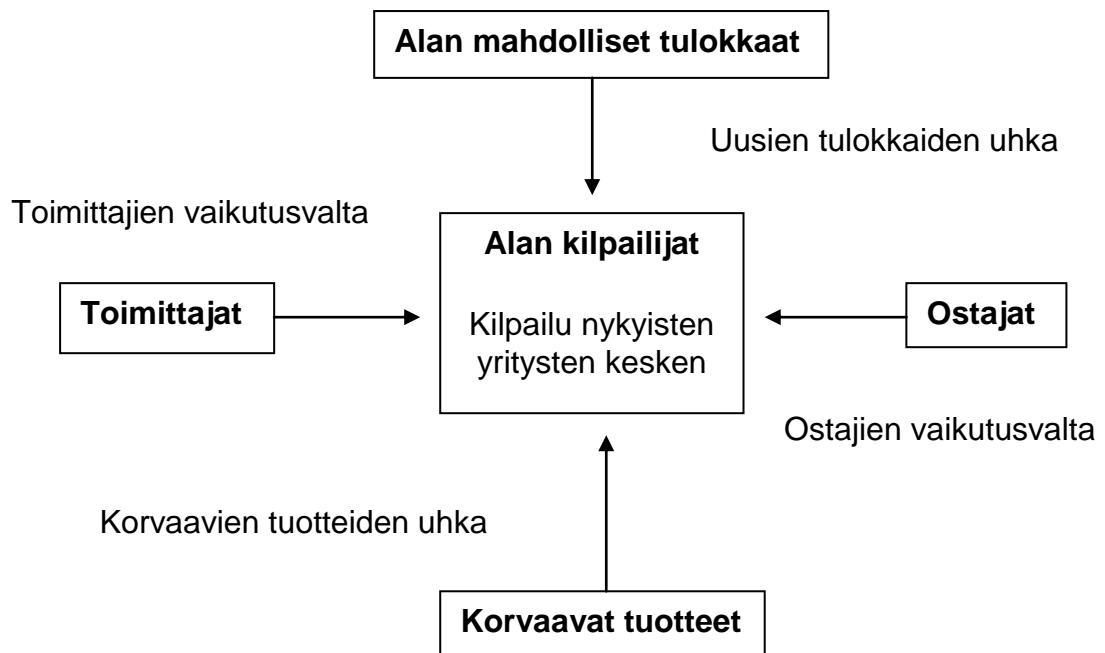 Alan mahdolliset tulokkaat
Uusien tulokkaiden uhka
Toimittajien vaikutusvalta
Alan kilpailijat
Kilpailu nykyisten
yritysten kesken
Toimittajat
Ostajat
Ostajien vaikutusvalta
Korvaavien tuotteiden uhka
Korvaavat tuotteet